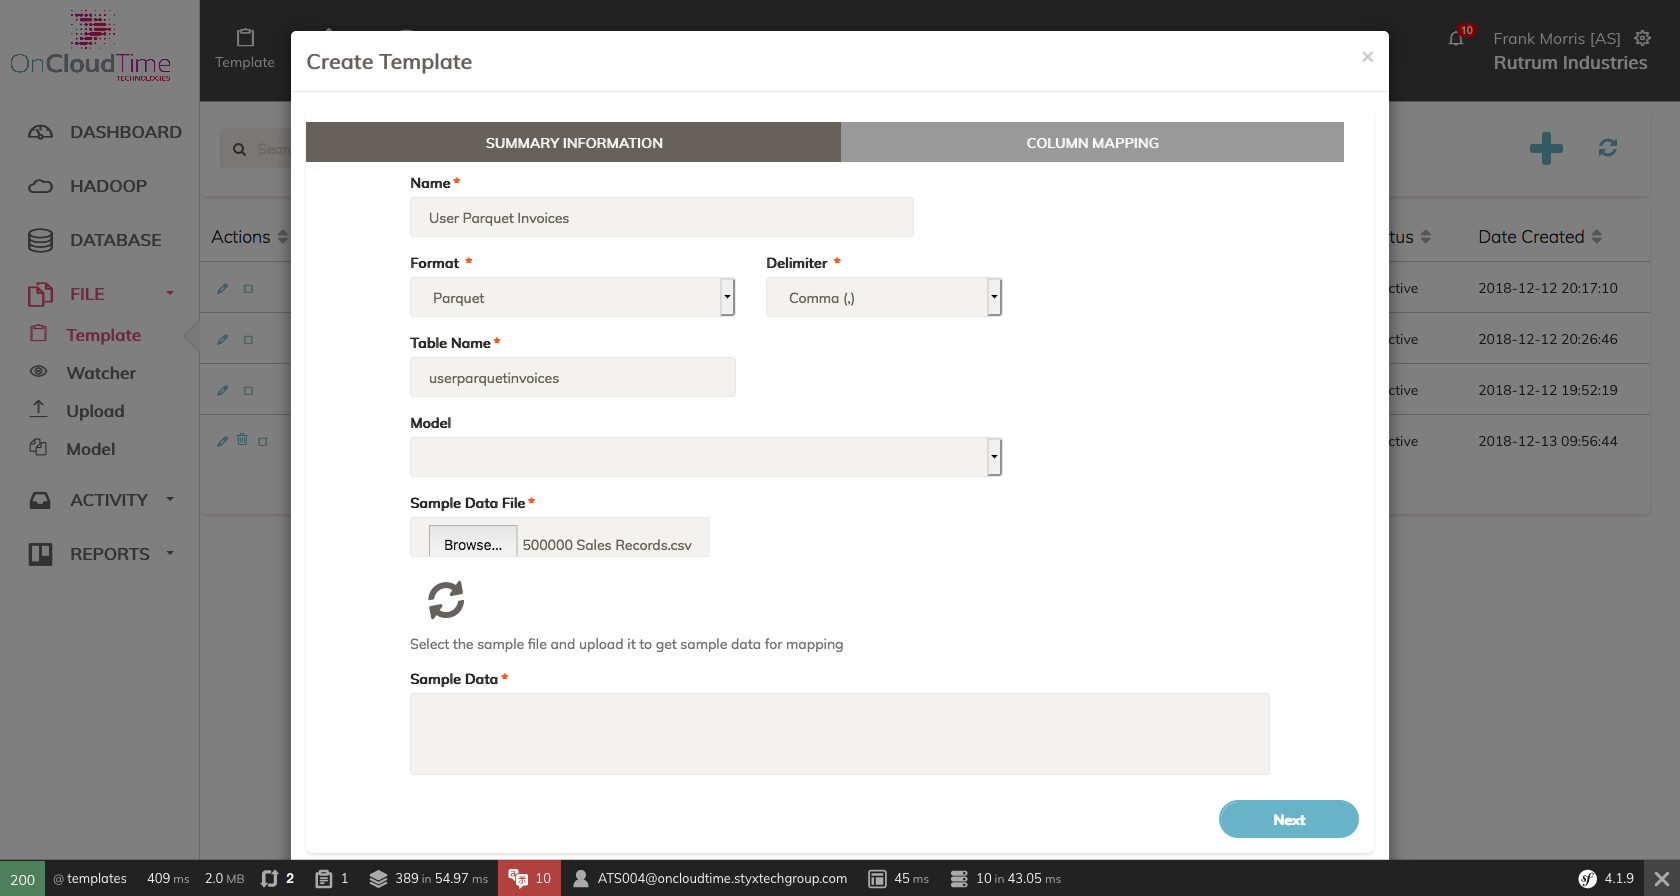 OnCloudTime
TECHNOLOGIES
Template
10
Frank Morris [AS]
Rutrum Industries
Create Template
×
DASHBOARD
HADOOP
DATABASE
FILE
Template
Watcher
Upload
Model
ACTIVITY
REPORTS
Sear
Actions
tus
Date Created
ctive
2018-12-12 20:17:10
ctive
2018-12-12 20:26:46
ctive
2018-12-12 19:52:19
ctive
2018-12-13 09:56:44
SUMMARY INFORMATION
COLUMN MAPPING
Name *
User Parquet Invoices
Format *
Delimiter *
Parquet
Comma (,)
Table Name *
userparquetinvoices
Model
Sample Data File *
Browse... 500000 Sales Records.csv
Select the sample file and upload it to get sample data for mapping
Sample Data *
Next
200 @ templates 409 ms 2.0 MB 2 1 389 in 54.97 ms 10 ATS004@oncloudtime.styxtechgroup.com 45 ms 10 in 43.05 ms sf 4.1.9